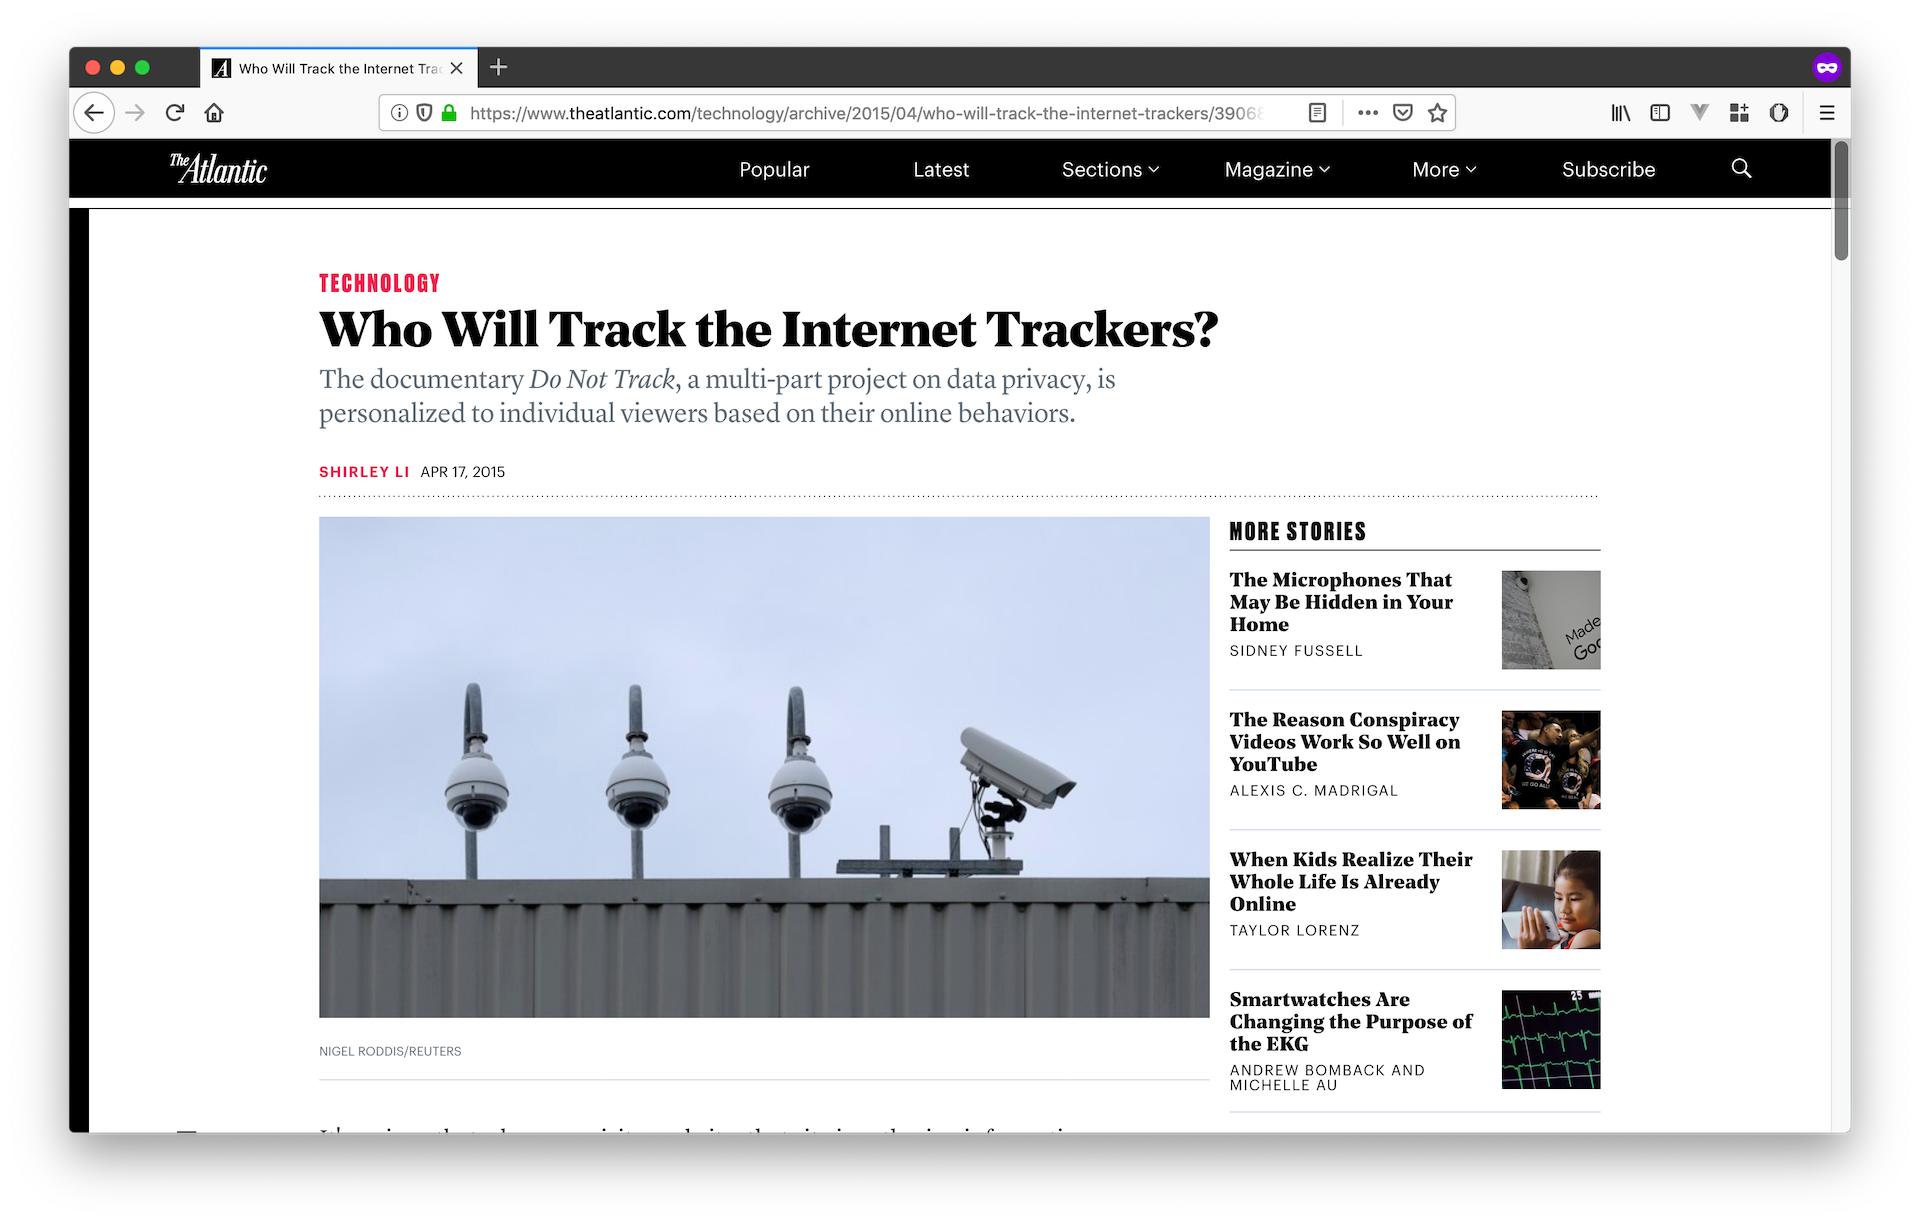 Who Will Track the Internet Tra
https://www.theatlantic.com/technology/archive/2015/04/who-will-track-the-internet-trackers/3906
The Atlantic
Popular
Latest
Sections
Magazine
More
Subscribe
TECHNOLOGY
Who Will Track the Internet Trackers?
The documentary Do Not Track, a multi-part project on data privacy, is
personalized to individual viewers based on their online behaviors.
SHIRLEY LI APR 17, 2015
NIGEL RODDIS/REUTERS
MORE STORIES
The Microphones That
May Be Hidden in Your
Home
SIDNEY FUSSELL
Made
Goo
The Reason Conspiracy
Videos Work So Well on
YouTube
ALEXIS C. MADRIGAL
Q
WE GO ALL
When Kids Realize Their
Whole Life Is Already
Online
TAYLOR LORENZ
Smartwatches Are
Changing the Purpose of
the EKG
ANDREW BOMBACK AND
MICHELLE AU
25